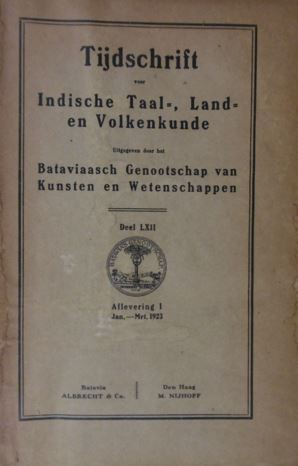 Tijdschrift
voor
Indische Taal=, Land=
en Volkenkunde
Uitgegeven door het
Bataviaasch Genootschap van
Kunsten en Wetenschappen
Deel LXII
Aflevering 1
Jan.—Mrt. 1923
Batavia
ALBRECHT & Co.
Den Haag
M. NIJHOFF